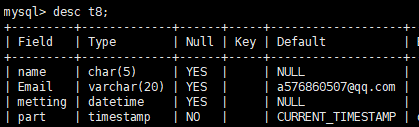 mysql> desc t8;
+---------+-------------+------+-----+-------------------+
| Field   | Type        | Null | Key | Default           |
+---------+-------------+------+-----+-------------------+
| name    | char(5)     | YES  |     | NULL              |
| Email   | varchar(20) | YES  |     | a576860507@qq.com |
| metting | datetime    | YES  |     | NULL              |
| part    | timestamp   | NO   |     | CURRENT_TIMESTAMP |